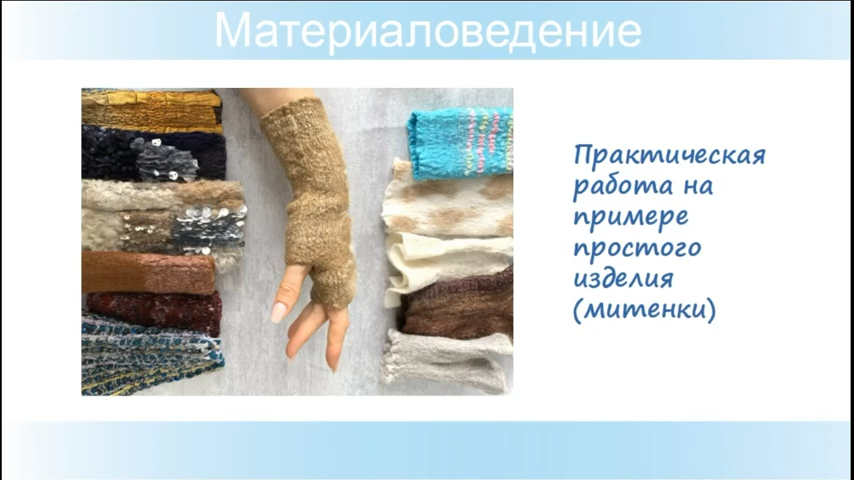 Материаловедение
Практическая
работа на
примере
простого
изделия
(митенки)